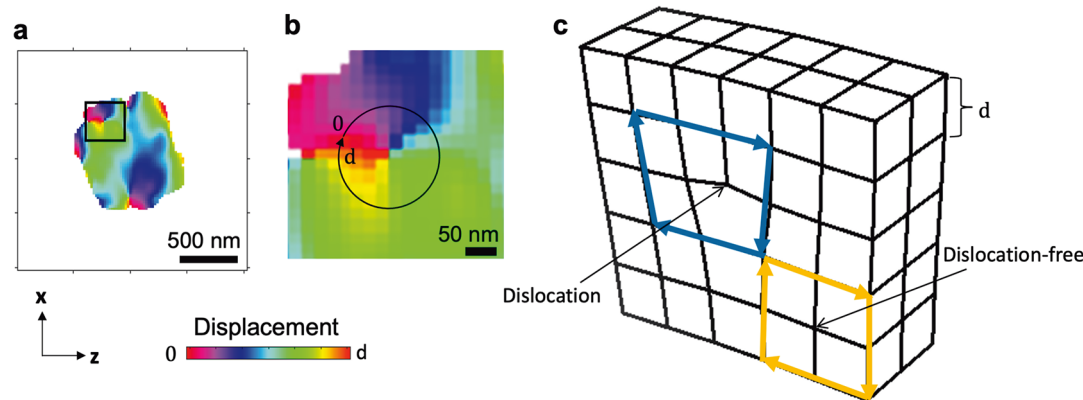 a
b
c
0
d
500 nm
50 nm
d
Dislocation-free
Dislocation
x
z
Displacement
0
d